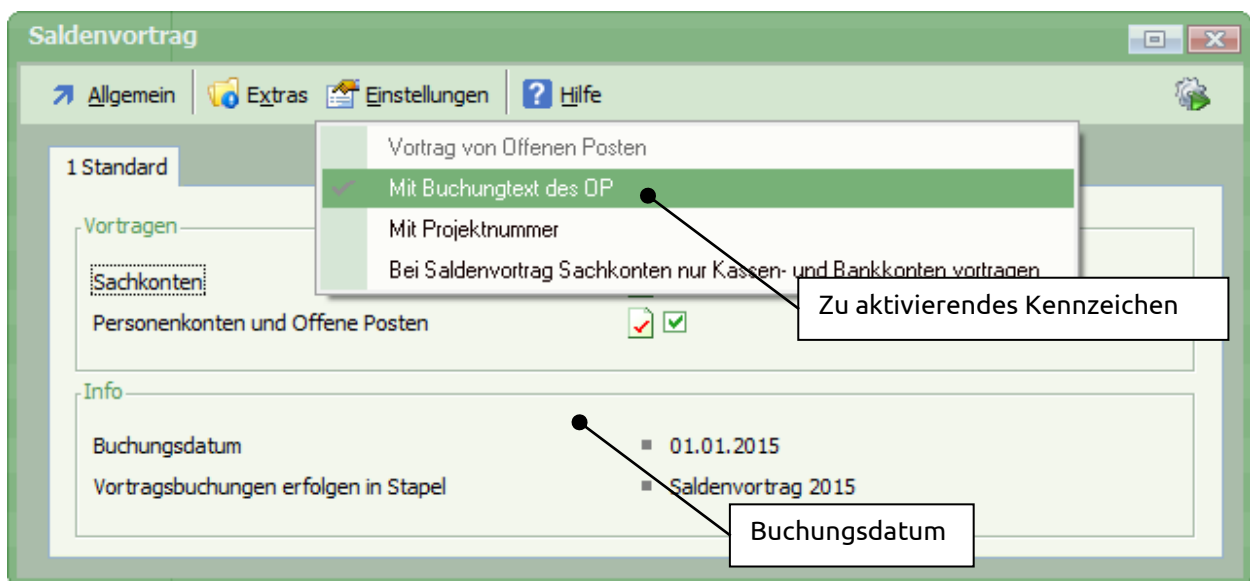 Saldenvortrag
Allgemein Extras Einstellungen Hilfe
Vortrag von Offenen Posten
1 Standard
Mit Buchungtext des OP
Vortragen
Mit Projektnummer
Bei Saldenvortrag Sachkonten nur Kassen- und Bankkonten vortragen
Sachkonten
Zu aktivierendes Kennzeichen
Personenkonten und Offene Posten
Info
Buchungsdatum 01.01.2015
Vortragsbuchungen erfolgen in Stapel Saldenvortrag 2015
Buchungsdatum